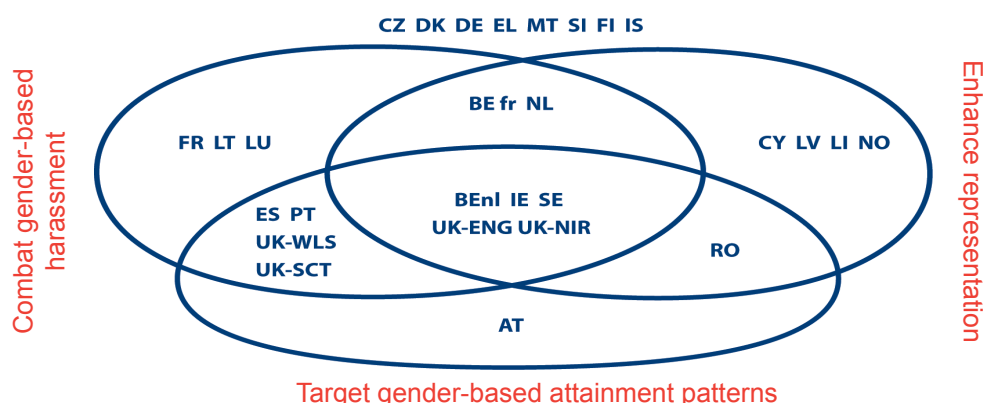 CZ DK DE EL MT SI FI IS
Combat gender-based
harassment
Enhance representation
BE fr NL
FR LT LU
CY LV LI NO
BEnl IE SE
UK-ENG UK-NIR
ES PT
UK-WLS
UK-SCT
RO
AT
Target gender-based attainment patterns